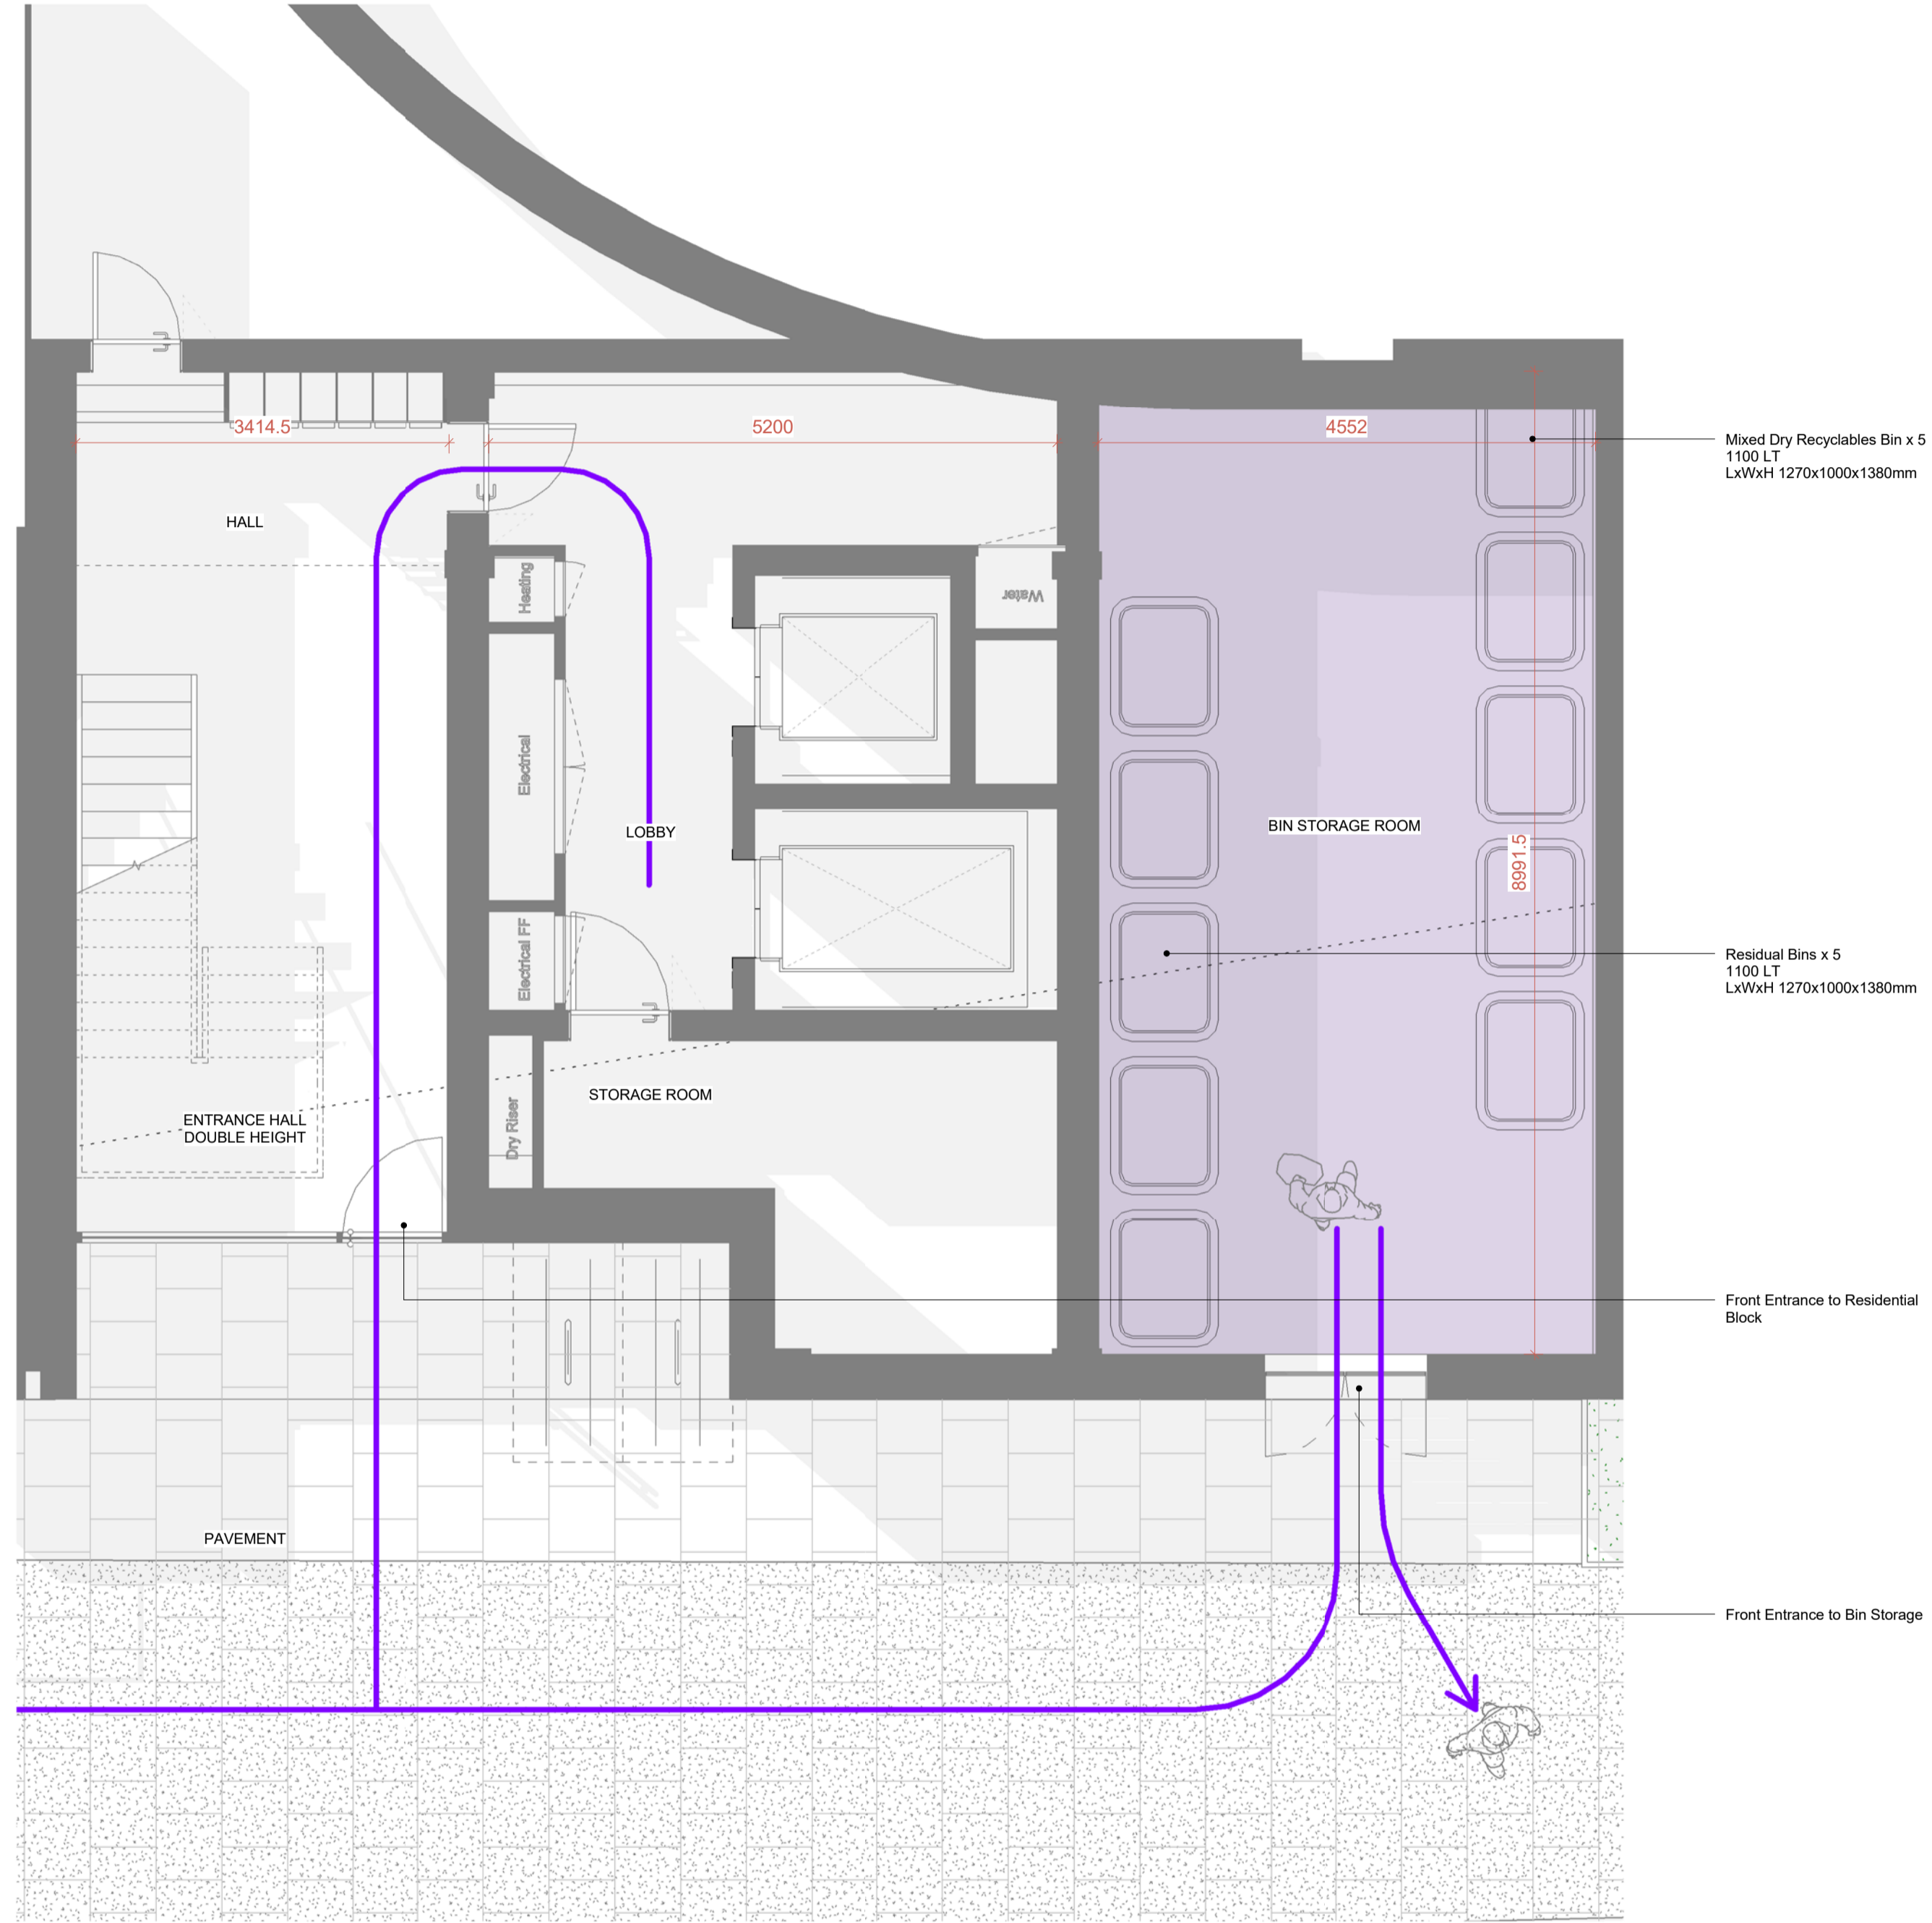 3414.5
5200
4552
Mixed Dry Recyclables Bin x 5
1100 LT
LxWxH 1270x1000x1380mm
HALL
Heating
Water
Electrical
LOBBY
BIN STORAGE ROOM
8991.5
Electrical FF
Residual Bins x 5
1100 LT
LxWxH 1270x1000x1380mm
STORAGE ROOM
Dry Riser
ENTRANCE HALL
DOUBLE HEIGHT
Front Entrance to Residential
Block
PAVEMENT
Front Entrance to Bin Storage